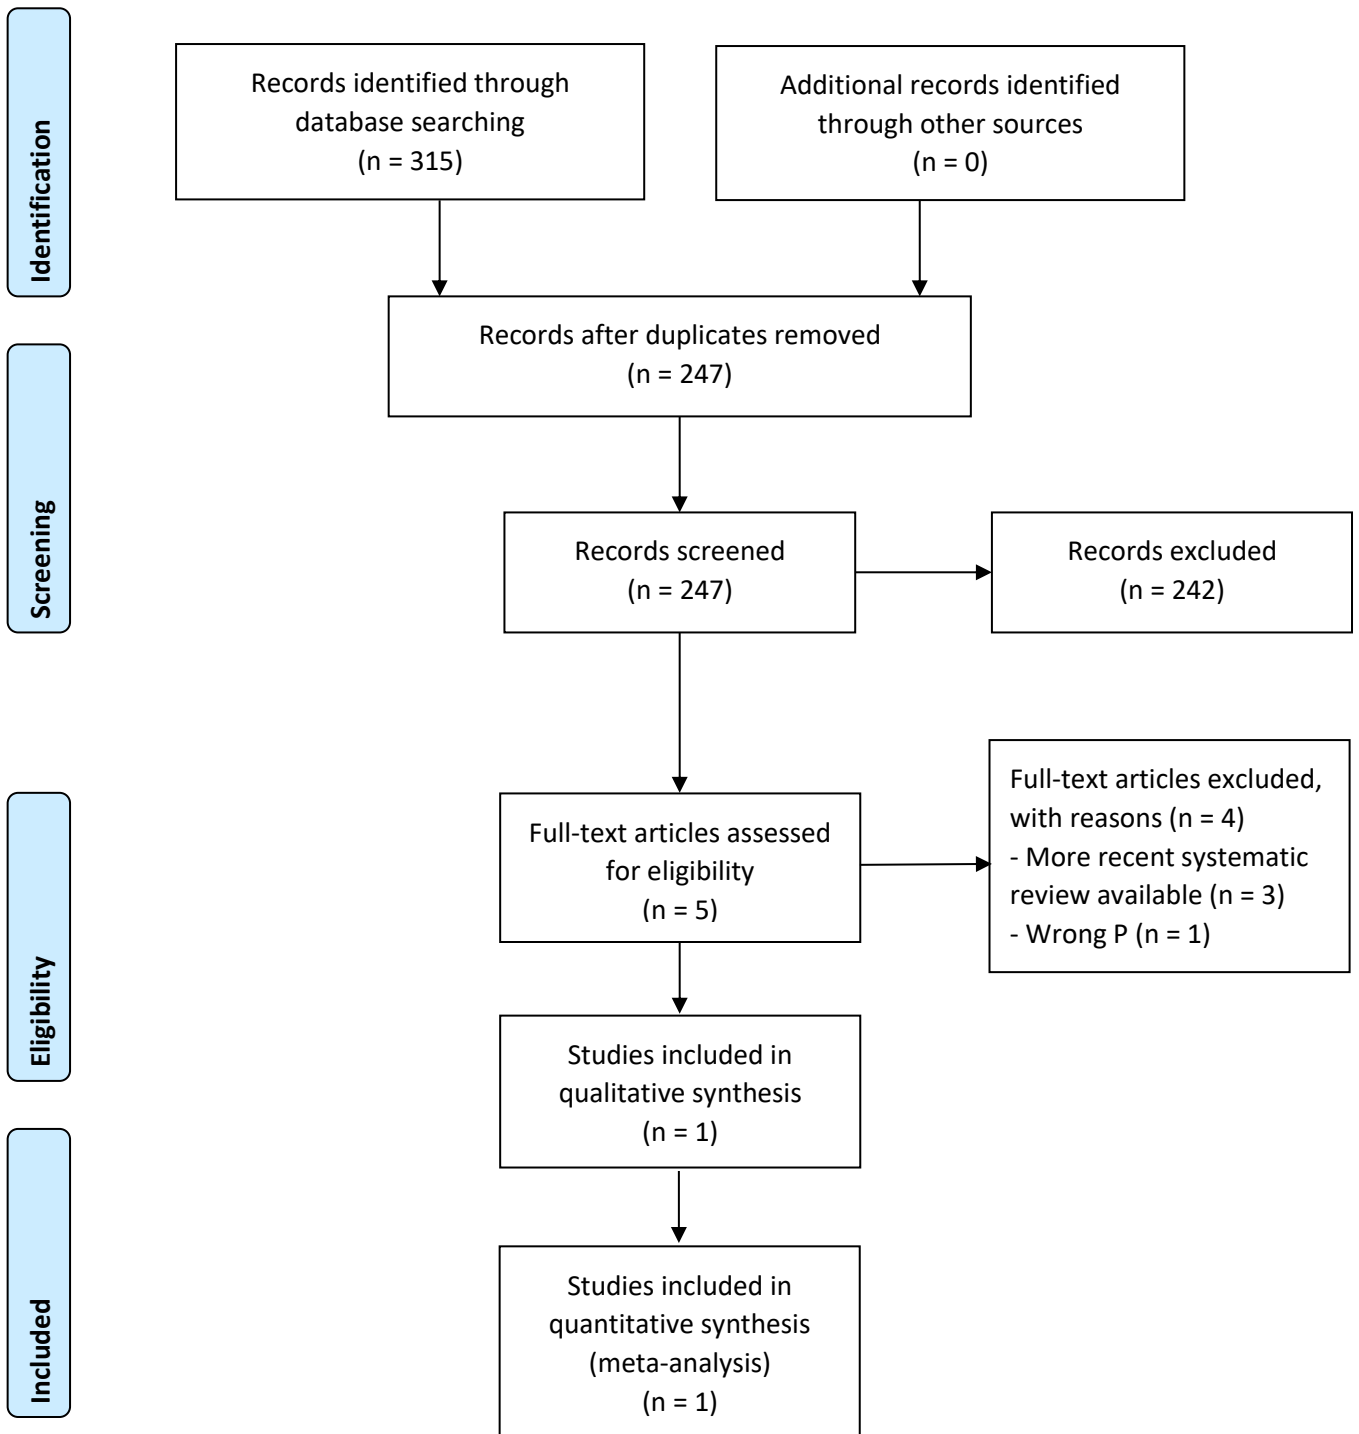 Identification
Records identified through
database searching
(n = 315)
Additional records identified
through other sources
(n = 0)
Records after duplicates removed
(n = 247)
Screening
Records screened
(n = 247)
Records excluded
(n = 242)
Eligibility
Full-text articles assessed
for eligibility
(n = 5)
Full-text articles excluded,
with reasons (n = 4)
- More recent systematic
review available (n = 3)
- Wrong P (n = 1)
Studies included in
qualitative synthesis
(n = 1)
Included
Studies included in
quantitative synthesis
(meta-analysis)
(n = 1)